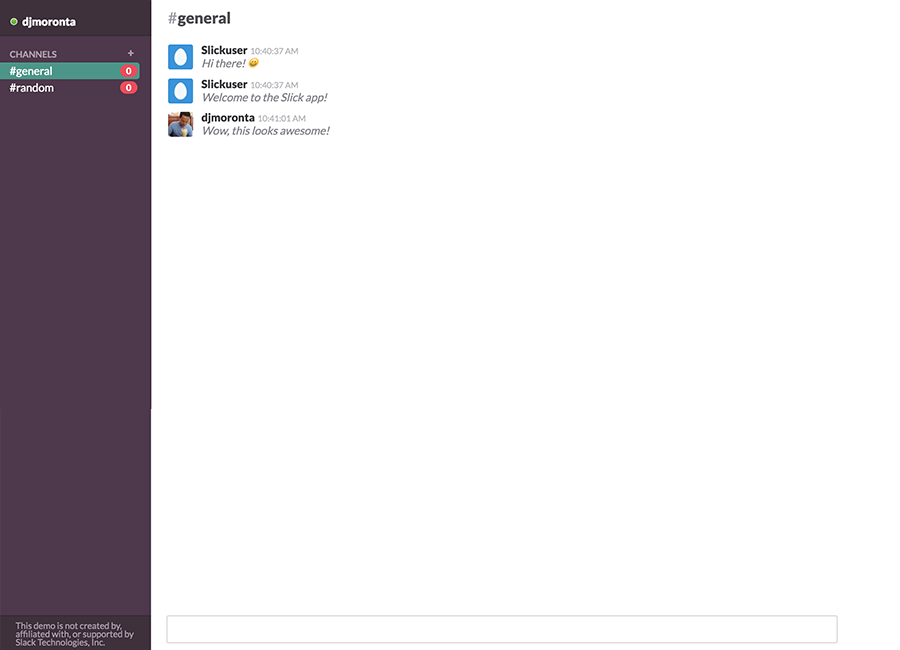 djmoronta
CHANNELS +
#general 0
#random 0
This demo is not created by,
affiliated with, or supported by
Slack Technologies, Inc.
#general
Slickuser 10:40:37 AM
Hi there! 😄
Slickuser 10:40:37 AM
Welcome to the Slick app!
djmoronta 10:41:01 AM
Wow, this looks awesome!